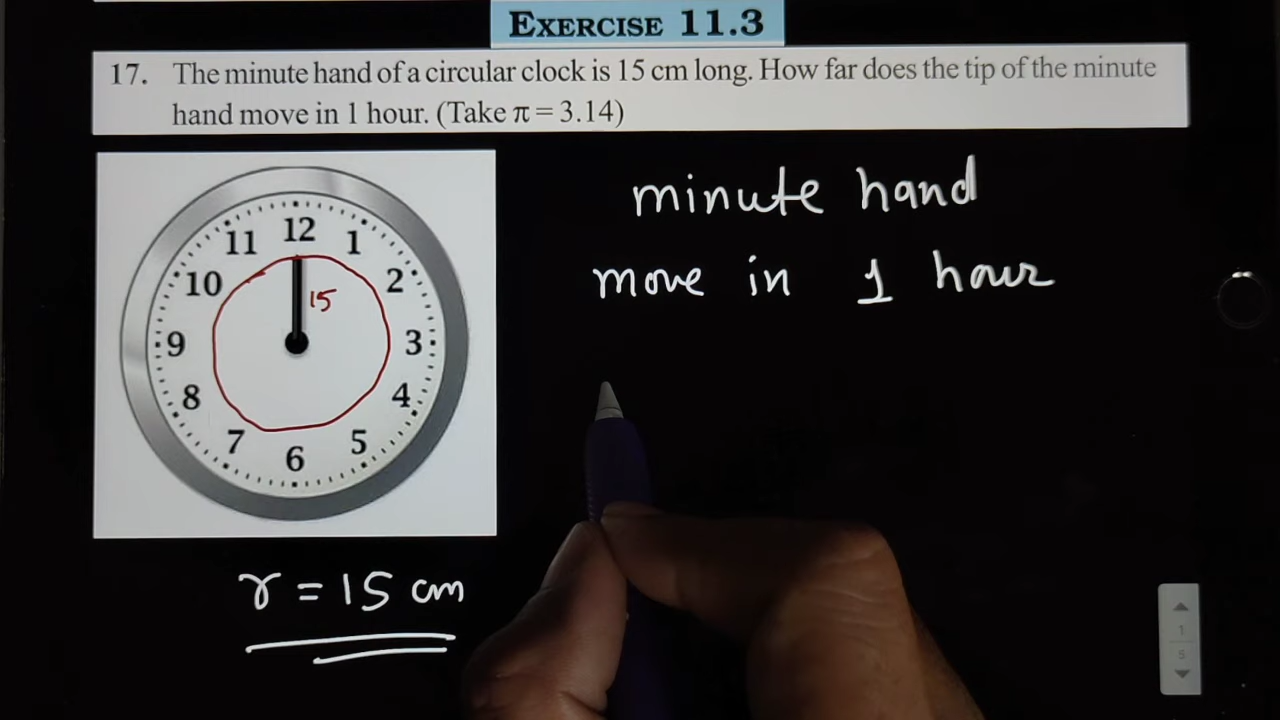 EXERCISE 11.3
17. The minute hand of a circular clock is 15 cm long. How far does the tip of the minute
hand move in 1 hour. (Take π = 3.14)
minute hand
move in 1 hour
12
11 1
10 2
15
9 3
8 4
7 5
6
r = 15 cm
1
5